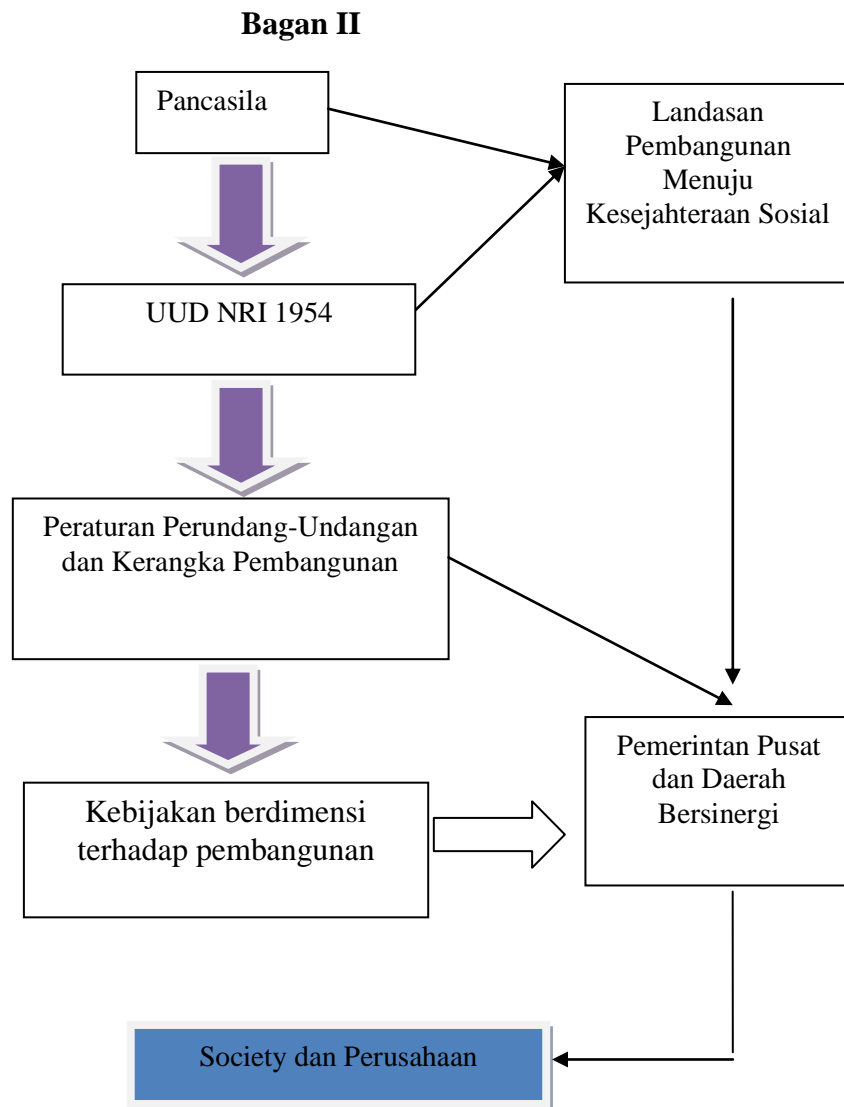 Bagan II
Pancasila
Landasan
Pembangunan
Menuju
Kesejahteraan Sosial
UUD NRI 1954
Peraturan Perundang-Undangan
dan Kerangka Pembangunan
Pemerintan Pusat
dan Daerah
Bersinergi
Kebijakan berdimensi
terhadap pembangunan
Society dan Perusahaan